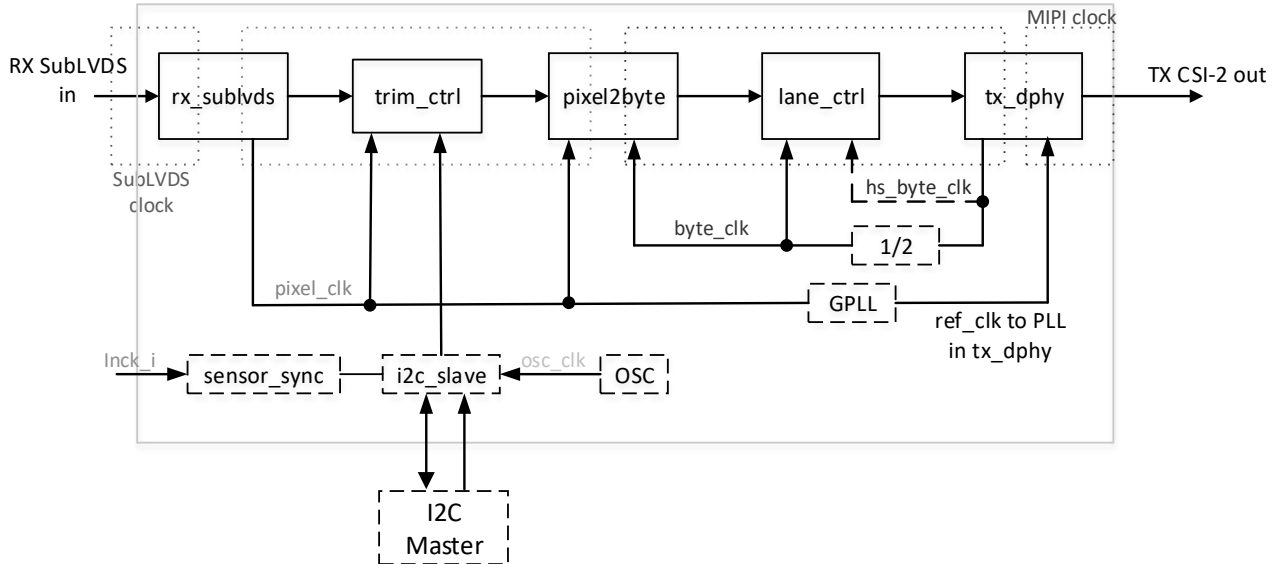 MIPI clock
RX SubLVDS
in
rx_sublvds
trim_ctrl
pixel2byte
lane_ctrl
tx_dphy
TX CSI-2 out
SubLVDS
clock
hs_byte_clk
byte_clk
1/2
pixel_clk
GPLL
ref_clk to PLL
in tx_dphy
Inck_i
sensor_sync
i2c_slave
osc_clk
OSC
I2C
Master